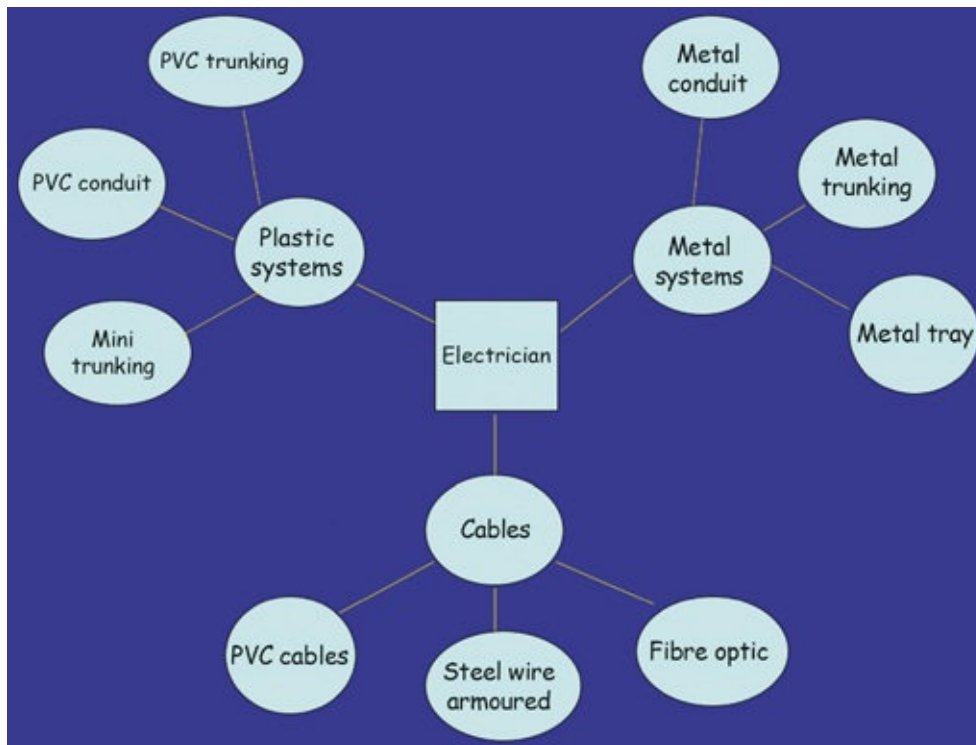 PVC trunking
Metal
conduit
PVC conduit
Metal
trunking
Plastic
systems
Metal
systems
Mini
trunking
Electrician
Metal tray
Cables
PVC cables
Steel wire
armoured
Fibre optic